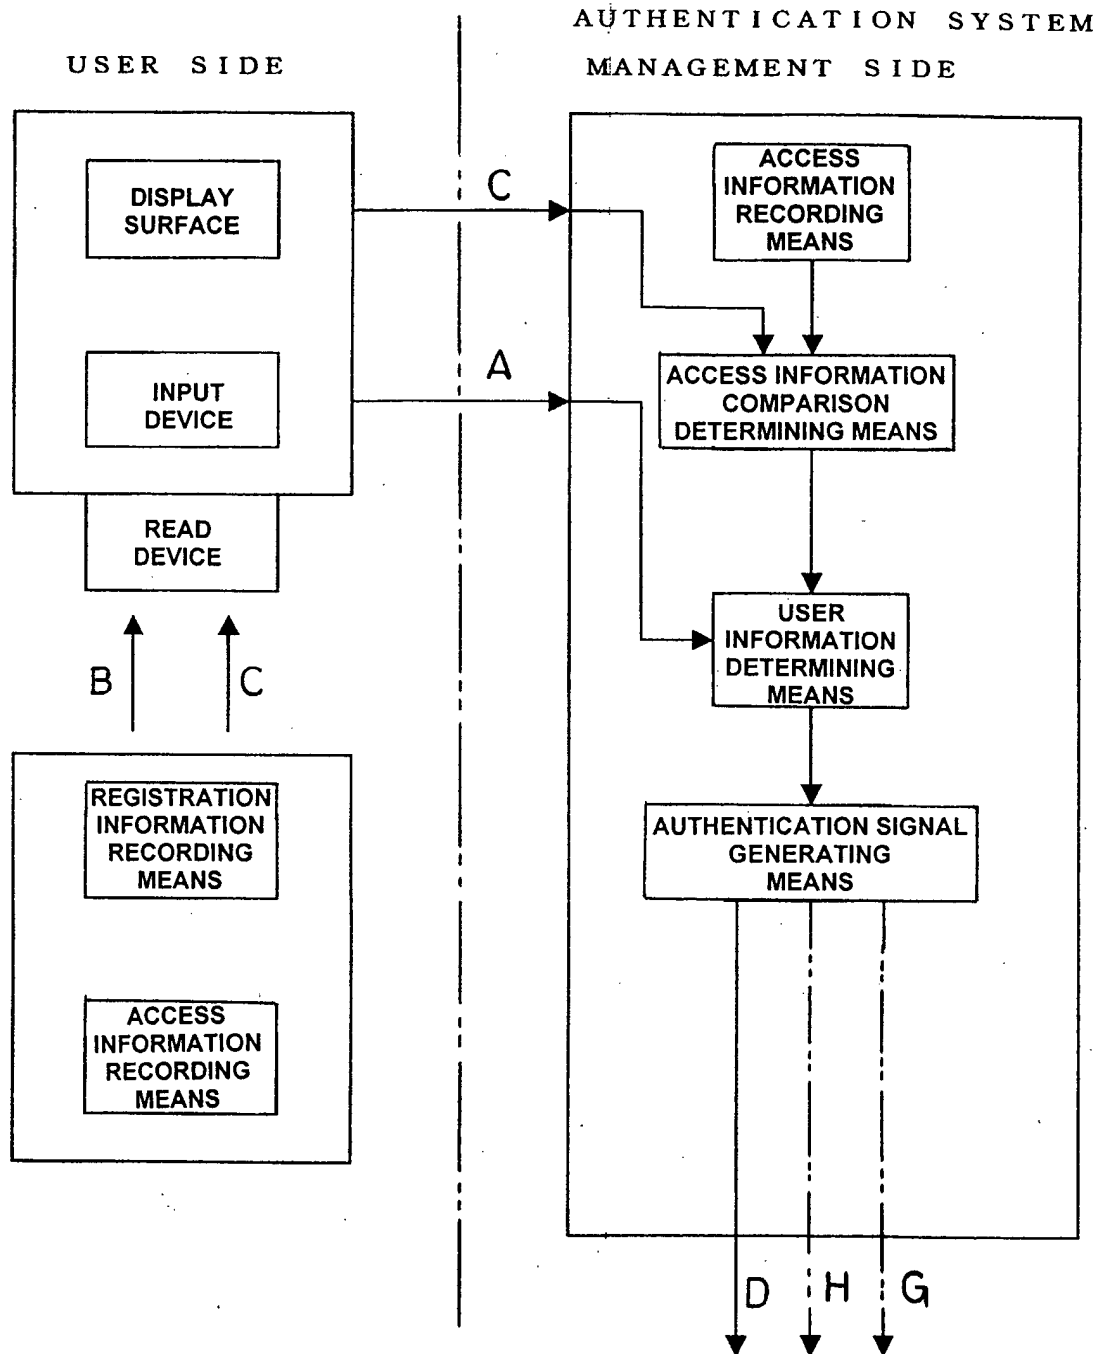 AUTHENTICATION SYSTEM
MANAGEMENT SIDE
USER SIDE
DISPLAY
SURFACE
INPUT
DEVICE
READ
DEVICE
B
C
REGISTRATION
INFORMATION
RECORDING
MEANS
ACCESS
INFORMATION
RECORDING
MEANS
C
A
ACCESS
INFORMATION
RECORDING
MEANS
ACCESS INFORMATION
COMPARISON
DETERMINING MEANS
USER
INFORMATION
DETERMINING
MEANS
AUTHENTICATION SIGNAL
GENERATING
MEANS
D
H
G